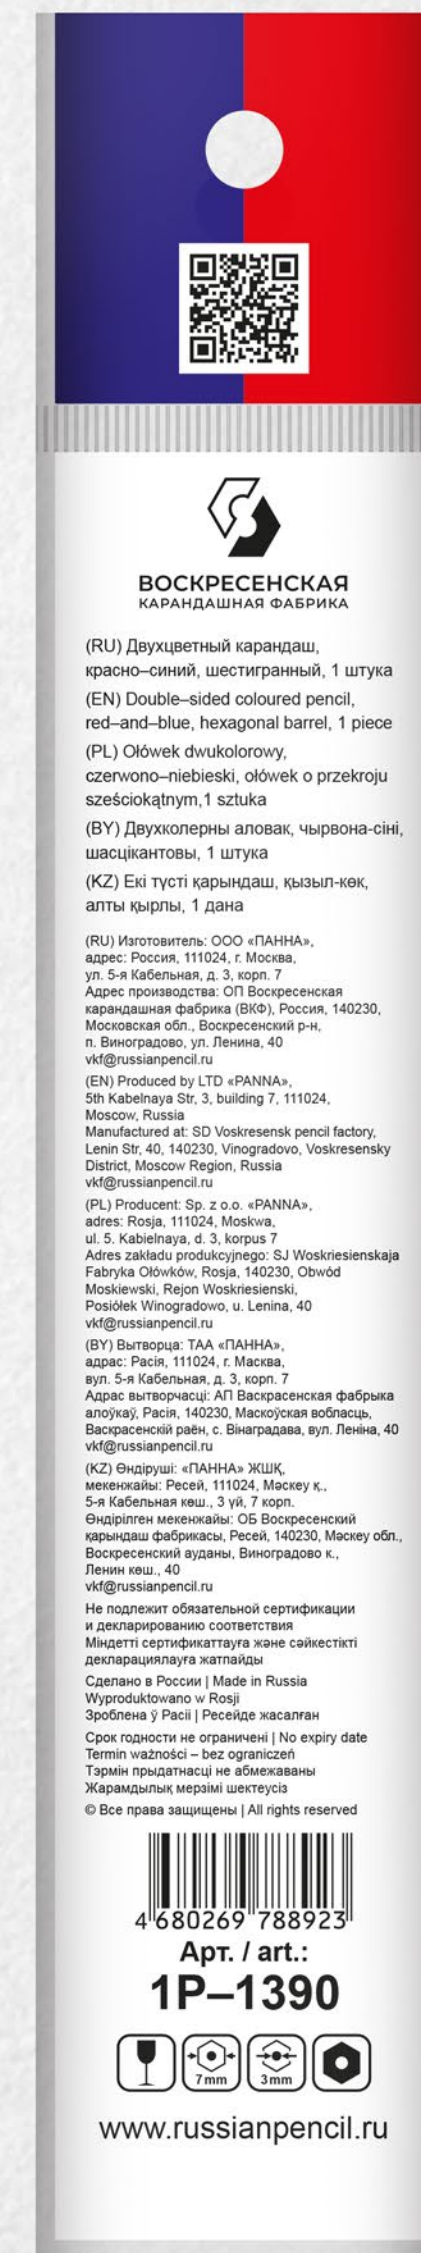 ВОСКРЕСЕНСКАЯ
КАРАНДАШНАЯ ФАБРИКА
(RU) Двухцветный карандаш,
красно–синий, шестигранный, 1 штука
(EN) Double–sided coloured pencil,
red–and–blue, hexagonal barrel, 1 piece
(PL) Ołówek dwukolorowy,
czerwono–niebieski, ołówek o przekroju
sześciokątnym,1 sztuka
(BY) Двухколерны аловак, чырвона-сіні,
шасцікантовы, 1 штука
(KZ) Екі түсті қарындаш, қызыл-көк,
алты қырлы, 1 дана
(RU) Изготовитель: ООО «ПАННА»,
адрес: Россия, 111024, г. Москва,
ул. 5-я Кабельная, д. 3, корп. 7
Адрес производства: ОП Воскресенская
карандашная фабрика (ВКФ), Россия, 140230,
Московская обл., Воскресенский р-н,
п. Виноградово, ул. Ленина, 40
vkf@russianpencil.ru
(EN) Produced by LTD «PANNA»,
5th Kabelnaya Str, 3, building 7, 111024,
Moscow, Russia
Manufactured at: SD Voskresensk pencil factory,
Lenin Str, 40, 140230, Vinogradovo, Voskresensky
District, Moscow Region, Russia
vkf@russianpencil.ru
(PL) Producent: Sp. z o.o. «PANNA»,
adres: Rosja, 111024, Moskwa,
ul. 5. Kabielnaya, d. 3, korpus 7
Adres zakładu produkcyjnego: SJ Woskriesienskaja
Fabryka Ołówków, Rosja, 140230, Obwód
Moskiewski, Rejon Woskriesienski,
Posiółek Winogradowo, u. Lenina, 40
vkf@russianpencil.ru
(BY) Вытворца: ТАА «ПАННА»,
адрас: Расія, 111024, г. Масква,
вул. 5-я Кабельная, д. 3, корп. 7
Адрас вытворчасці: АП Васкрасенская фабрыка
алоўкаў, Расія, 140230, Маскоўская вобласць,
Васкрасенскій раён, с. Вінаградава, вул. Леніна, 40
vkf@russianpencil.ru
(KZ) Өндіруші: «ПАННА» ЖШҚ,
мекенжайы: Ресей, 111024, Мәскеу қ.,
5-я Кабельная көш., 3 үй, 7 корп.
Өндірілген мекенжайы: ОБ Воскресенский
қарындаш фабрикасы, Ресей, 140230, Мәскеу обл.,
Воскресенский ауданы, Виноградово к.,
Ленин көш., 40
vkf@russianpencil.ru
Не подлежит обязательной сертификации
и декларированию соответствия
Міндетті сертификаттауға және сәйкестікті
декларациялауға жатпайды
Сделано в России | Made in Russia
Wyproduktowano w Rosji
Зроблена ў Расіі | Ресейде жасалған
Срок годности не ограничені | No expiry date
Termin ważności – bez ograniczeń
Тэрмін прыдатнасці не абмежаваны
Жарамдылық мерзімі шектеусіз
© Все права защищены | All rights reserved
4 680269 788923
Арт. / art.:
1P–1390
7mm 3mm
www.russianpencil.ru